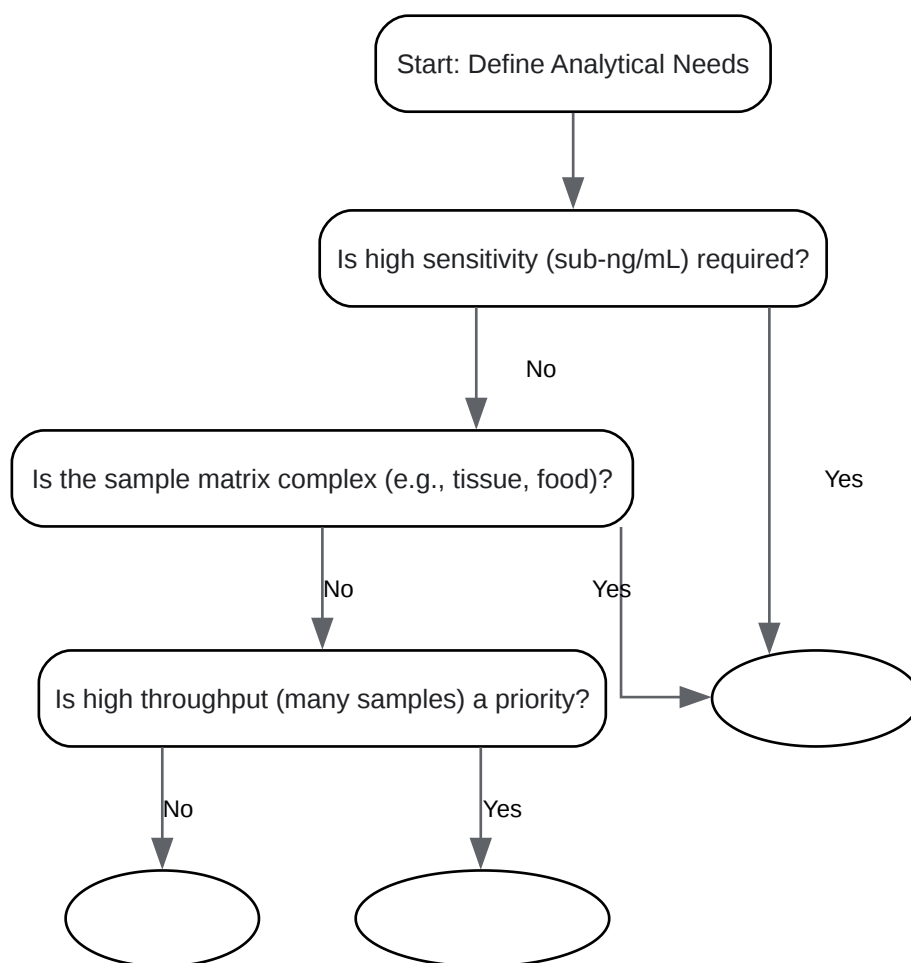 Start: Define Analytical Needs
Is high sensitivity (sub-ng/mL) required?
No
Is the sample matrix complex (e.g., tissue, food)?
Yes
No
Yes
Is high throughput (many samples) a priority?
No
Yes